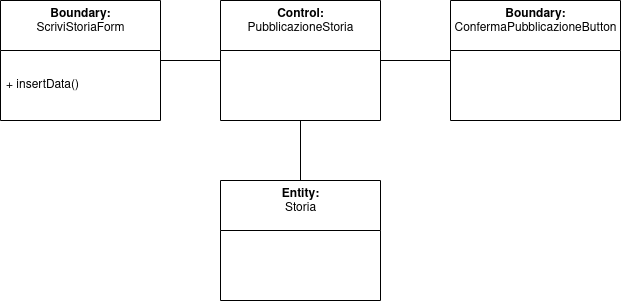 Boundary:
ScriviStoriaForm
+ insertData()
Control:
PubblicazioneStoria
Boundary:
ConfermaPubblicazioneButton
Entity:
Storia